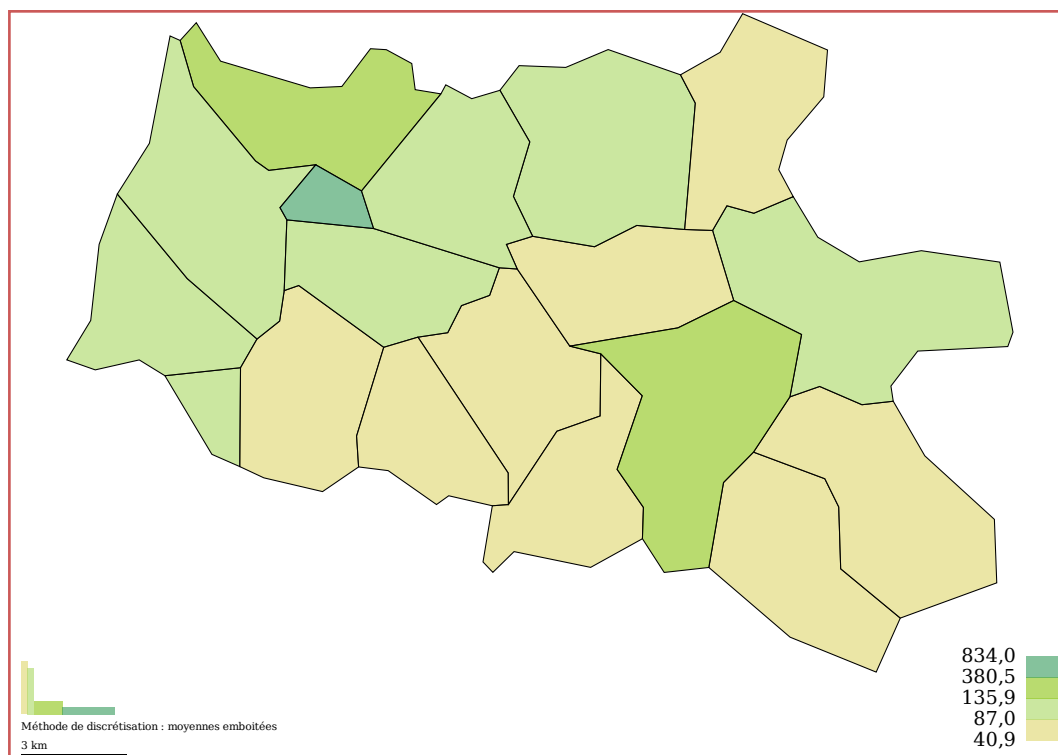 834,0
380,5
135,9
87,0
40,9
Méthode de discrétisation : moyennes emboitées
3 km